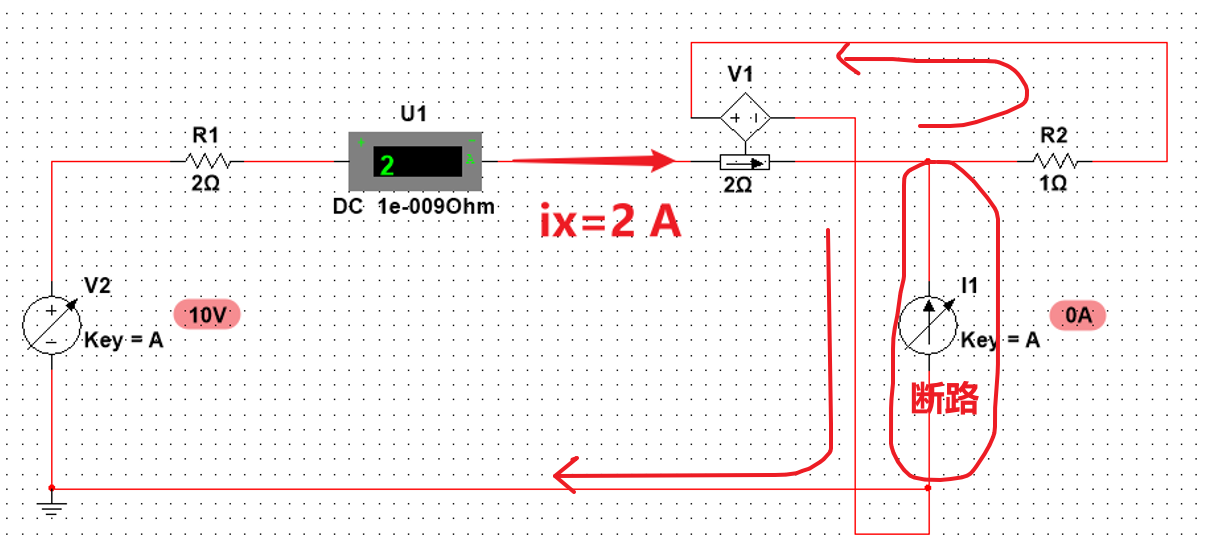 V1
U1
R1
2
A
R2
2Ω
2Ω
1Ω
DC 1e-009Ohm
ix=2 A
V2
I1
10V
0A
Key = A
Key = A
断路